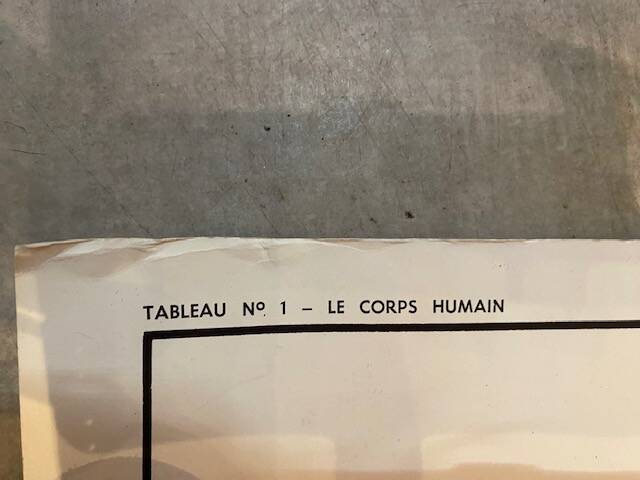 TABLEAU Nº 1 – LE CORPS HUMAIN